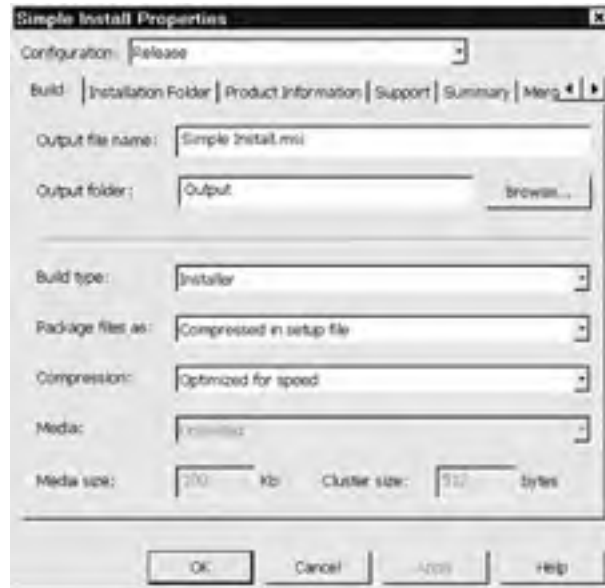 Simple Install Properties
Configuration: Release
Build Installation Folder Product Information Support Summary Merg
Output file name: Simple Install.msi
Output folder: Output Browse...
Build type: Installer
Package files as: Compressed in setup file
Compression: Optimized for speed
Media:
Media size: Kb Cluster size: 512 bytes
OK Cancel Apply Help